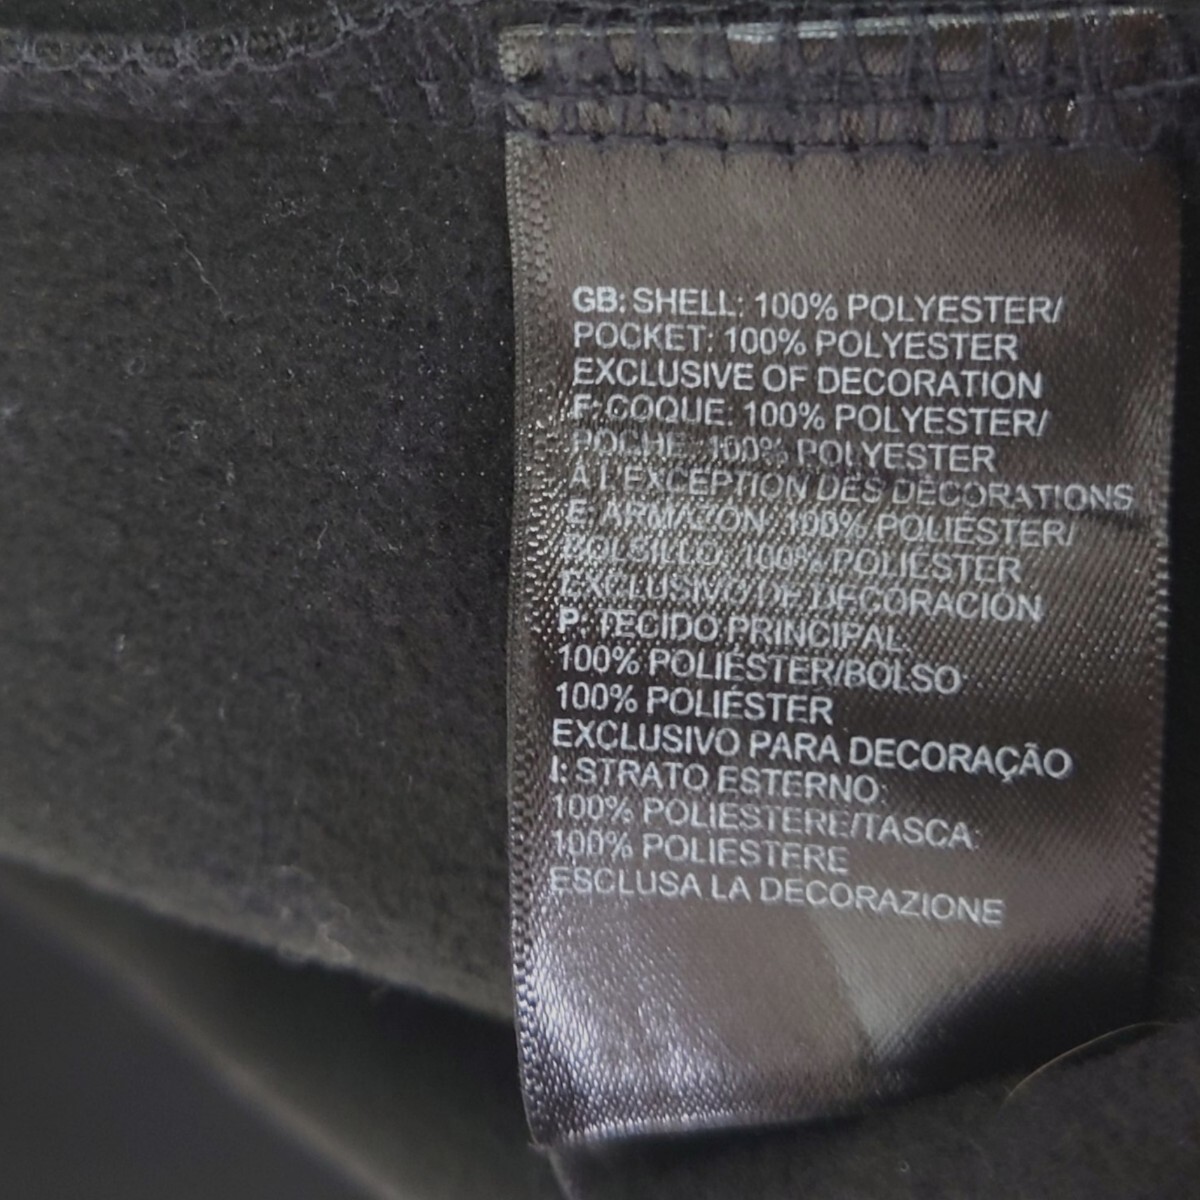 GB: SHELL: 100% POLYESTER/
POCKET: 100% POLYESTER
EXCLUSIVE OF DECORATION
F: COQUE: 100% POLYESTER/
POCHE: 100% POLYESTER
À L'EXCEPTION DES DÉCORATIONS
E: ARMAZÓN: 100% POLIÉSTER/
BOLSILLO: 100% POLIÉSTER
EXCLUSIVO DE DECORACIÓN
P: TECIDO PRINCIPAL:
100% POLIÉSTER/BOLSO:
100% POLIÉSTER
EXCLUSIVO PARA DECORAÇÃO
I: STRATO ESTERNO:
100% POLIESTERE/TASCA:
100% POLIESTERE
ESCLUSA LA DECORAZIONE